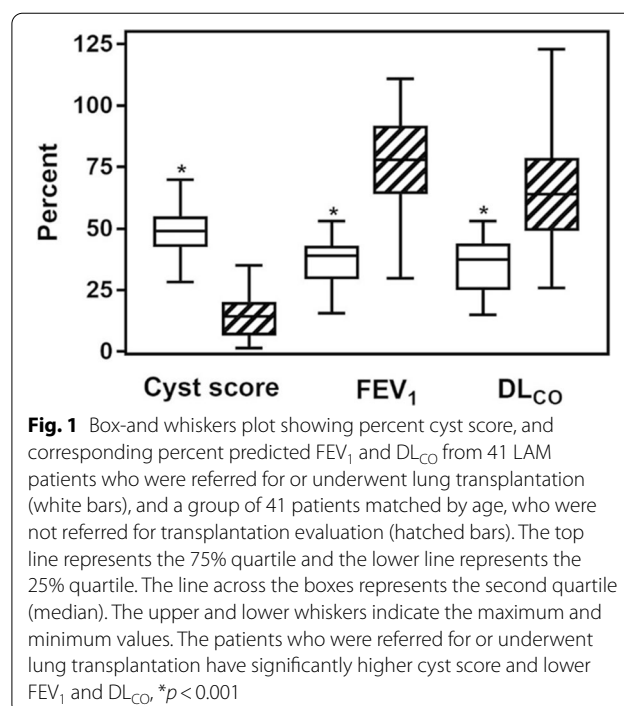 125
100
75
50
25
0
Percent
*
*
*
Cyst score FEV₁ DL_CO
Fig. 1 Box-and whiskers plot showing percent cyst score, and
corresponding percent predicted FEV₁ and DL_CO from 41 LAM
patients who were referred for or underwent lung transplantation
(white bars), and a group of 41 patients matched by age, who were
not referred for transplantation evaluation (hatched bars). The top
line represents the 75% quartile and the lower line represents the
25% quartile. The line across the boxes represents the second quartile
(median). The upper and lower whiskers indicate the maximum and
minimum values. The patients who were referred for or underwent
lung transplantation have significantly higher cyst score and lower
FEV₁ and DL_CO, *p < 0.001